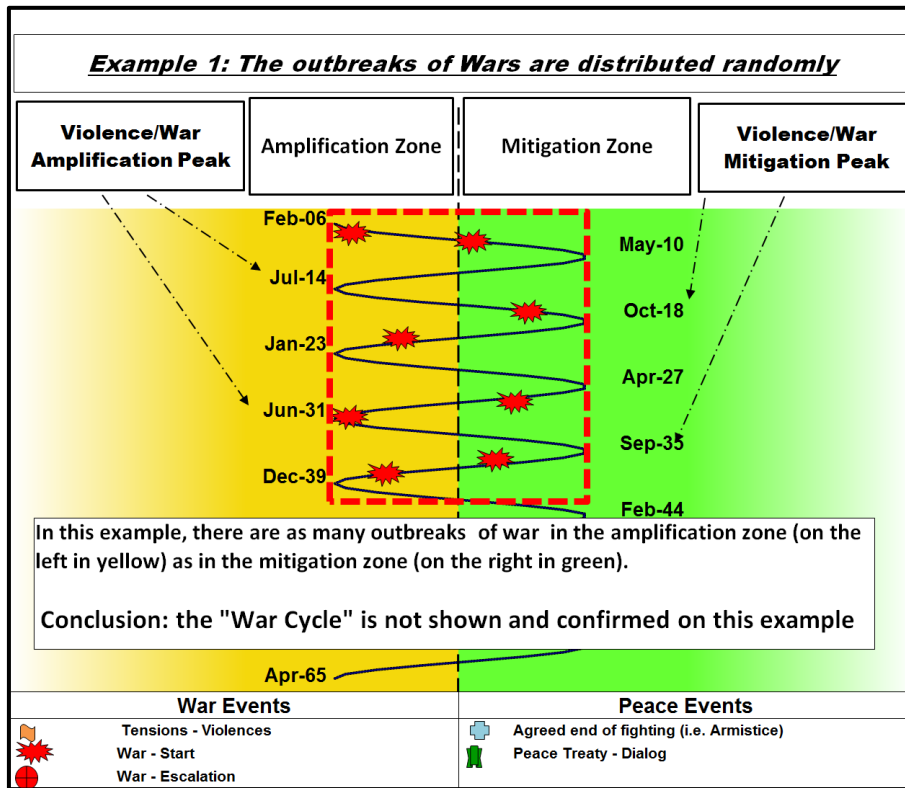 Example 1: The outbreaks of Wars are distributed randomly
Violence/War
Amplification Peak
Amplification Zone
Mitigation Zone
Violence/War
Mitigation Peak
Feb-06
May-10
Jul-14
Oct-18
Jan-23
Apr-27
Jun-31
Sep-35
Dec-39
Feb-44
In this example, there are as many outbreaks of war in the amplification zone (on the
left in yellow) as in the mitigation zone (on the right in green).
Conclusion: the "War Cycle" is not shown and confirmed on this example
Apr-65
War Events
Peace Events
Tensions - Violences
Agreed end of fighting (i.e. Armistice)
War - Start
Peace Treaty - Dialog
War - Escalation